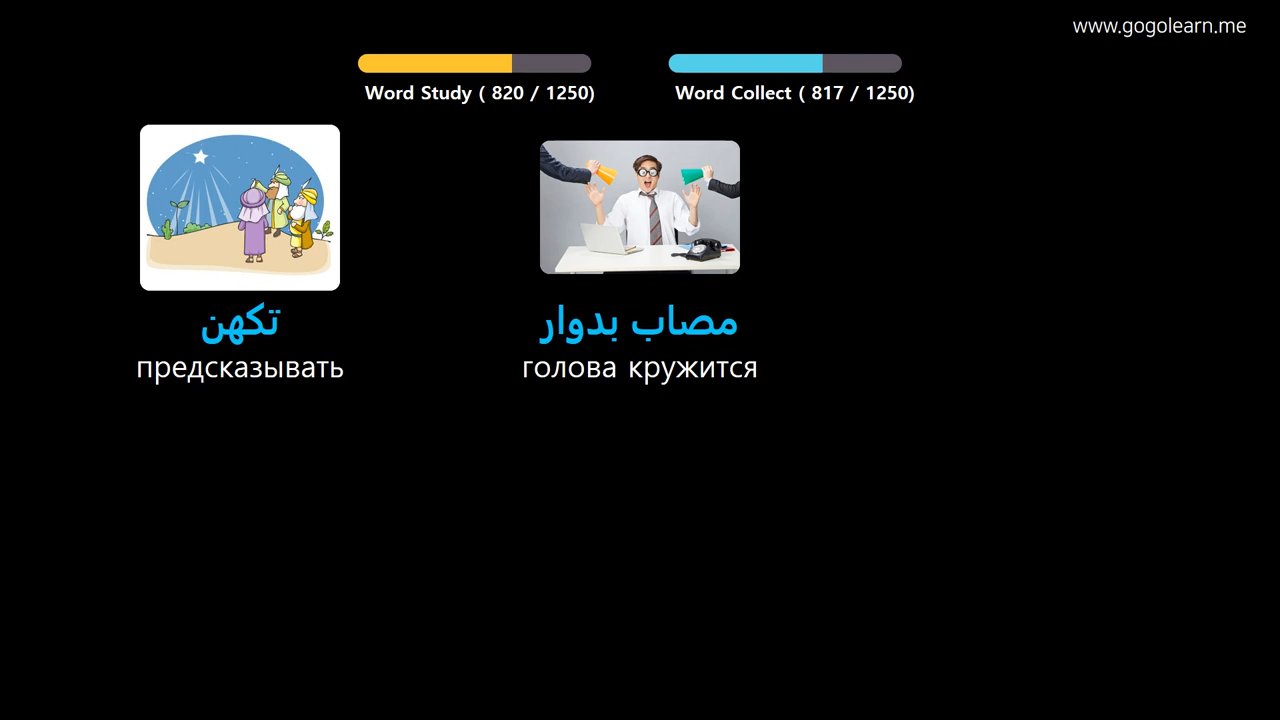 www.gogolearn.me
Word Study ( 820 / 1250)
Word Collect ( 817 / 1250)
تكهن
предсказывать
مصاب بدوار
голова кружится